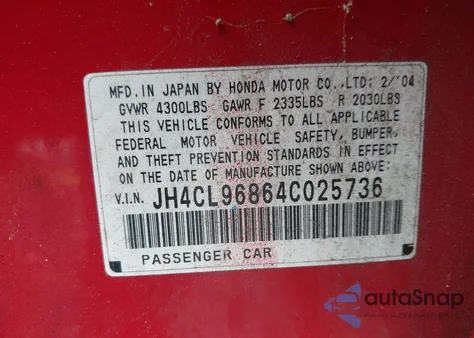 MFD. IN JAPAN BY HONDA MOTOR CO.,LTD; 2/'04
GVWR 4300LBS GAWR F 2335LBS R 2030LBS
THIS VEHICLE CONFORMS TO ALL APPLICABLE
FEDERAL MOTOR VEHICLE SAFETY, BUMPER,
AND THEFT PREVENTION STANDARDS IN EFFECT
ON THE DATE OF MANUFACTURE SHOWN ABOVE:
V.I.N. JH4CL96864C025736
PASSENGER CAR
autoSnap